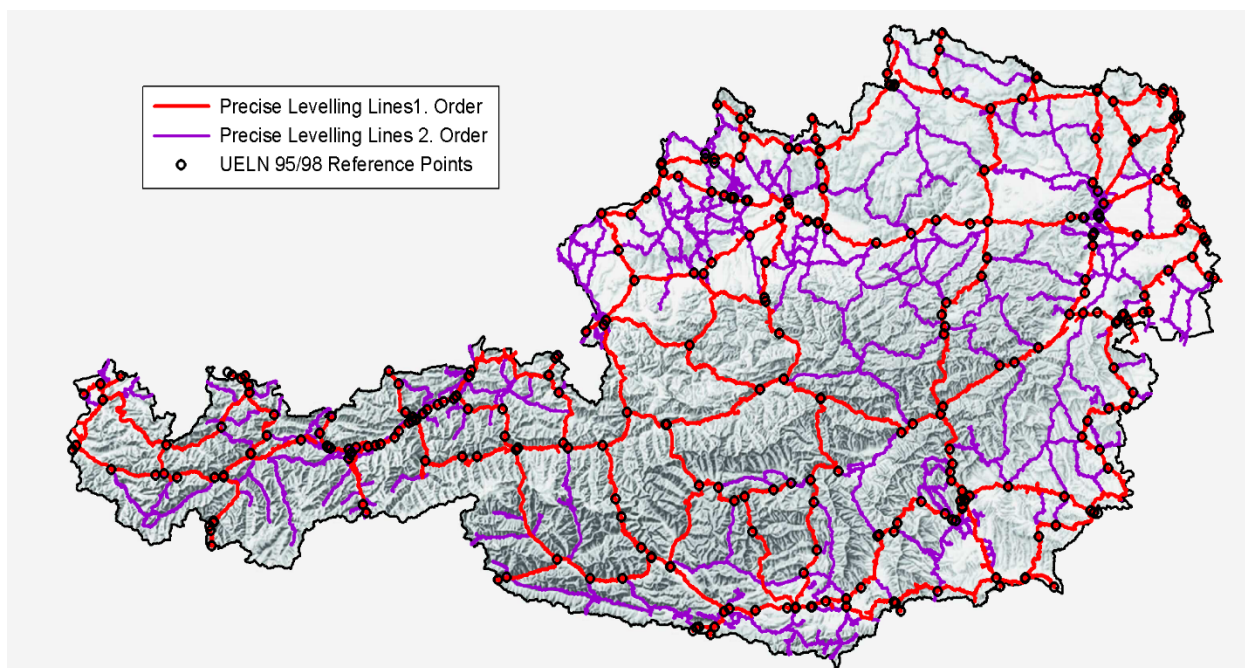 Precise Levelling Lines1. Order
Precise Levelling Lines 2. Order
UELN 95/98 Reference Points